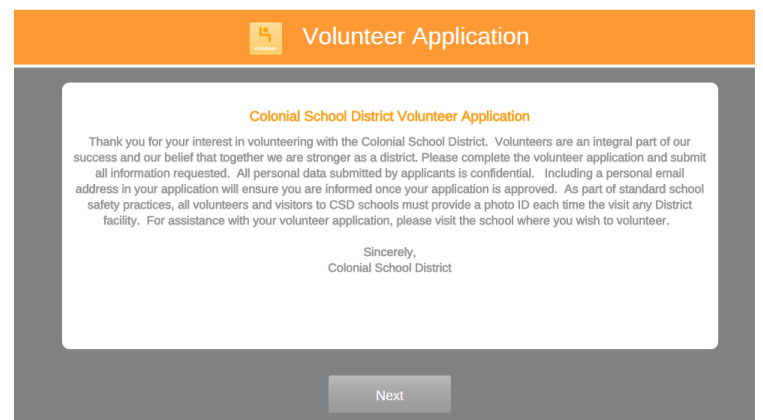 Volunteer Application
Volunteer
Colonial School District Volunteer Application
Thank you for your interest in volunteering with the Colonial School District.  Volunteers are an integral part of our
success and our belief that together we are stronger as a district. Please complete the volunteer application and submit
all information requested.  All personal data submitted by applicants is confidential.   Including a personal email
address in your application will ensure you are informed once your application is approved.  As part of standard school
safety practices, all volunteers and visitors to CSD schools must provide a photo ID each time the visit any District
facility.  For assistance with your volunteer application, please visit the school where you wish to volunteer.
Sincerely,
Colonial School District
Next